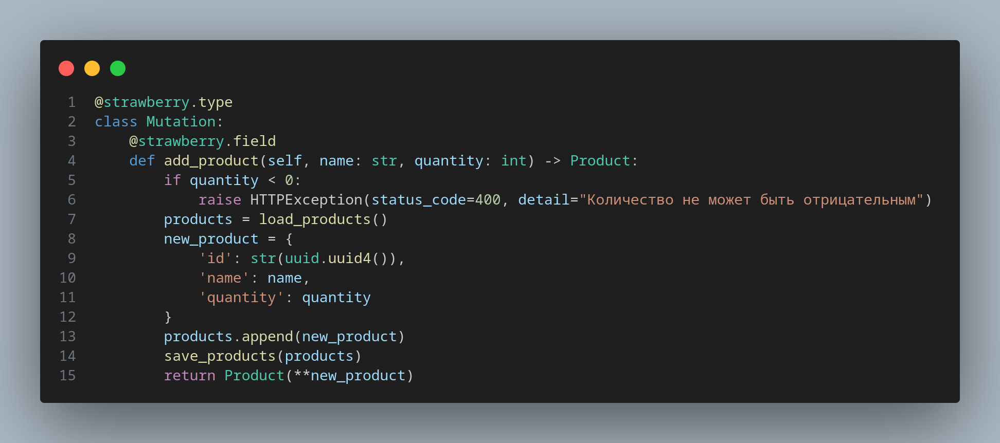 1 @strawberry.type
2 class Mutation:
3     @strawberry.field
4     def add_product(self, name: str, quantity: int) -> Product:
5         if quantity < 0:
6             raise HTTPException(status_code=400, detail="Количество не может быть отрицательным")
7         products = load_products()
8         new_product = {
9             'id': str(uuid.uuid4()),
10             'name': name,
11             'quantity': quantity
12         }
13         products.append(new_product)
14         save_products(products)
15         return Product(**new_product)